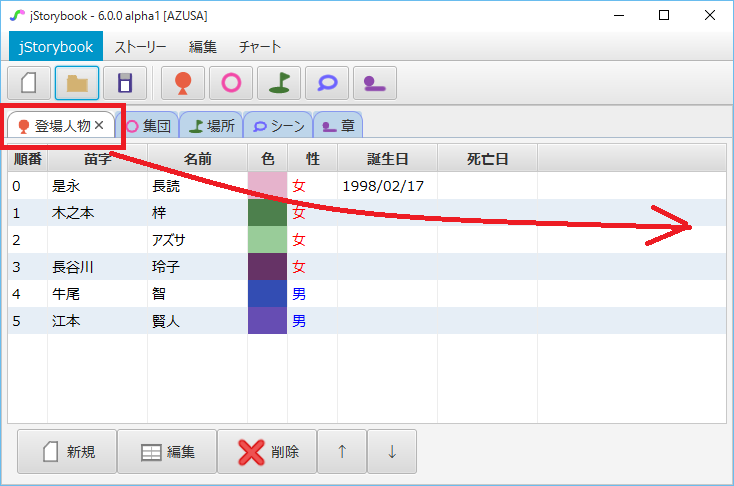 jStorybook - 6.0.0 alpha1 [AZUSA]
jStorybook ストーリー 編集 チャート
登場人物 集団 場所 シーン 章
順番 苗字 名前 色 性 誕生日 死亡日
0 是永 長読 女 1998/02/17
1 木之本 梓 女
2 アズサ 女
3 長谷川 玲子 女
4 牛尾 智 男
5 江本 賢人 男
新規 編集 削除 ↑ ↓